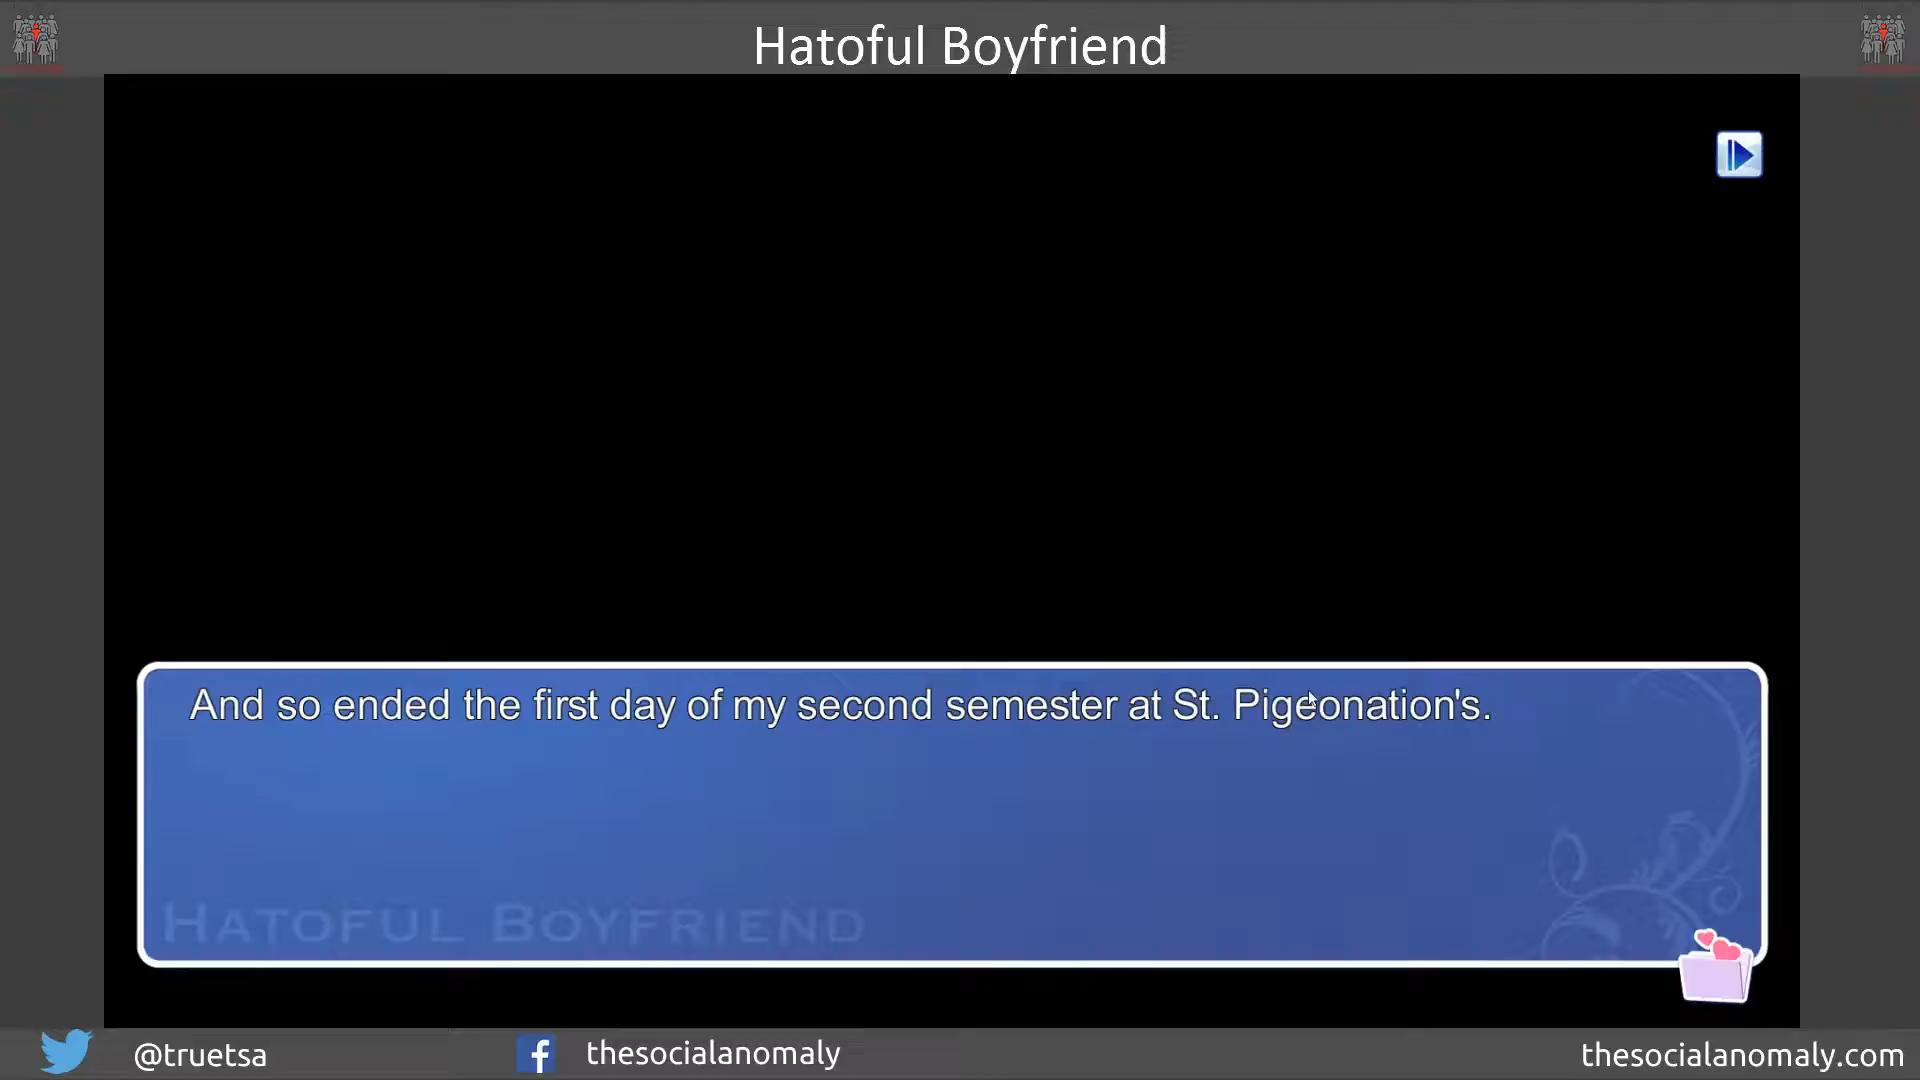 Hatoful Boyfriend
And so ended the first day of my second semester at St. Pigeonation's.
HATOFUL BOYFRIEND
@truetsa
thesocialanomaly
thesocialanomaly.com